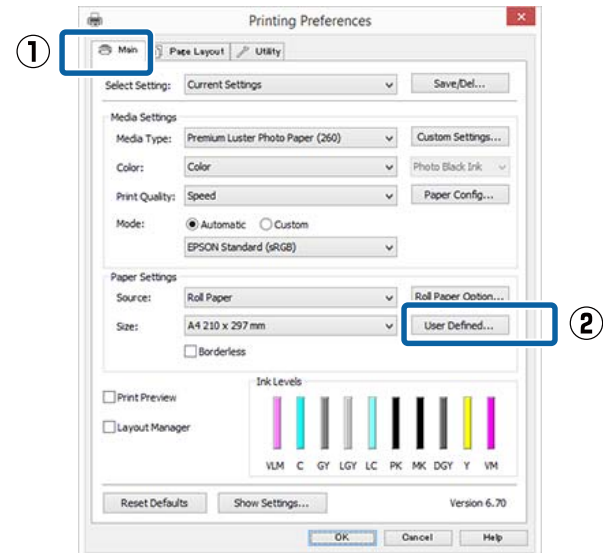 Printing Preferences
①
Main Page Layout Utility
Select Setting: Current Settings Save/Del...
Media Settings
Media Type: Premium Luster Photo Paper (260) Custom Settings...
Color: Color Photo Black Ink
Print Quality: Speed Paper Config...
Mode: Automatic Custom
EPSON Standard (sRGB)
Paper Settings
Source: Roll Paper Roll Paper Option...
Size: A4 210 x 297 mm User Defined...
②
Borderless
Print Preview
Layout Manager
Ink Levels
VLM C GY LGY LC PK MK DGY Y VM
Reset Defaults Show Settings... Version 6.70
OK Cancel Help